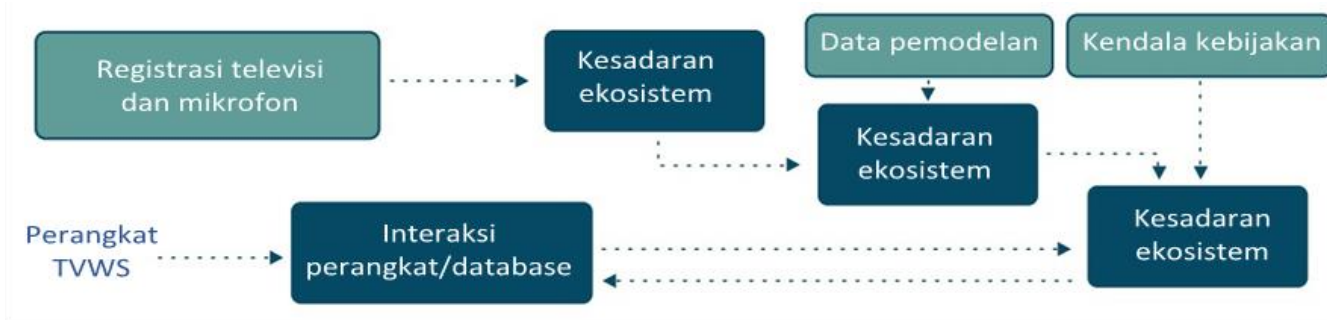 Registrasi televisi
dan mikrofon
Kesadaran
ekosistem
Data pemodelan
Kendala kebijakan
Kesadaran
ekosistem
Kesadaran
ekosistem
Perangkat
TVWS
Interaksi
perangkat/database